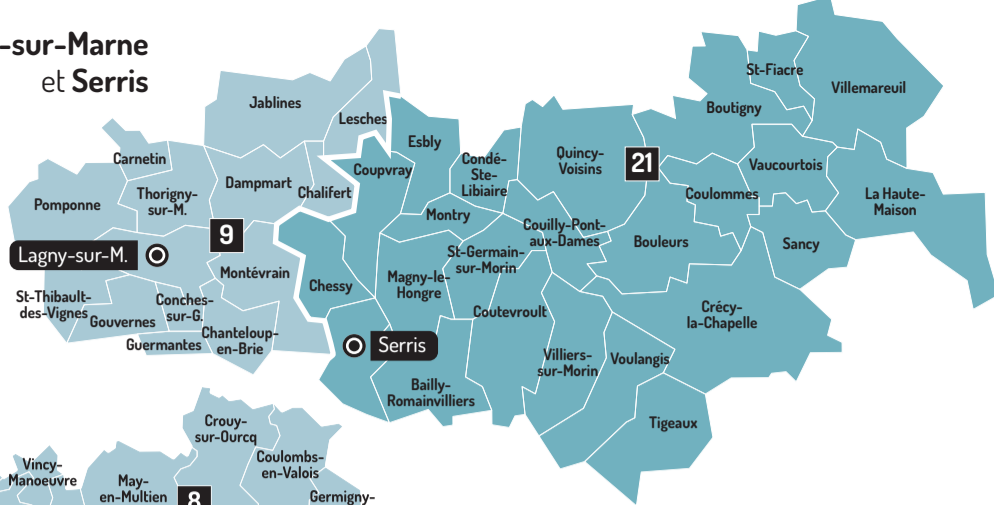 -sur-Marne
et Serris
Jablines
Lesches
Carnetin
Thorigny-
sur-M.
Dampmart
Chalifert
Pomponne
9
Lagny-sur-M.
Montévrain
St-Thibault-
des-Vignes
Gouvernes
Conches-
sur-G.
Guermantes
Chanteloup-
en-Brie
St-Fiacre
Villemareuil
Boutigny
Esbly
Coupvray
Condé-
Ste-
Libiaire
Quincy-
Voisins
21
Vaucourtois
Coulommes
La Haute-
Maison
Montry
Couilly-Pont-
aux-Dames
Bouleurs
Sancy
St-Germain-
sur-Morin
Magny-le-
Hongre
Chessy
Coutevroult
Crécy-
la-Chapelle
Serris
Villiers-
sur-Morin
Voulangis
Bailly-
Romainvilliers
Tigeaux
Crouy-
sur-Ourcq
Coulombs-
en-Valois
Vincy-
Manoeuvre
May-
en-Multien
8
Germigny-